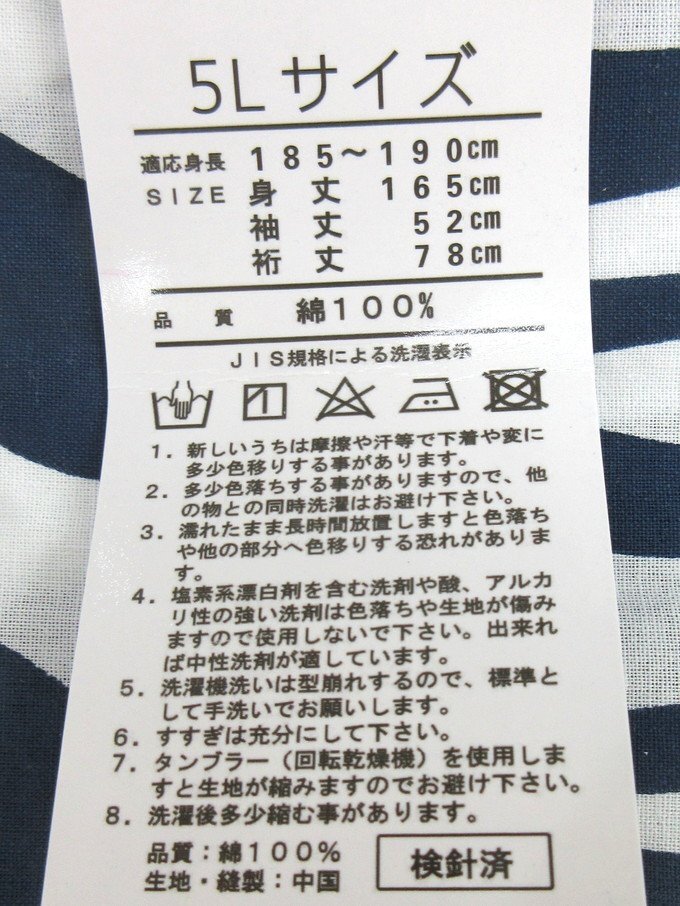 5Lサイズ
適応身長 185～190cm
SIZE 身丈 165cm
袖丈 52cm
裄丈 78cm
品質 綿100%
JIS規格による洗濯表示
1. 新しいうちは摩擦や汗等で下着や変に
多少色移りする事があります。
2. 多少色落ちする事がありますので、他
の物との同時洗濯はお避け下さい。
3. 濡れたまま長時間放置しますと色落ち
や他の部分へ色移りする恐れがありま
す。
4. 塩素系漂白剤を含む洗剤や酸、アルカ
リ性の強い洗剤は色落ちや生地が傷み
ますので使用しないで下さい。出来れ
ば中性洗剤が適しています。
5. 洗濯機洗いは型崩れするので、標準と
して手洗いでお願いします。
6. すすぎは充分にして下さい。
7. タンブラー（回転乾燥機）を使用しま
すと生地が縮みますのでお避け下さい。
8. 洗濯後多少縮む事があります。
品質：綿100%
生地・縫製：中国
検針済